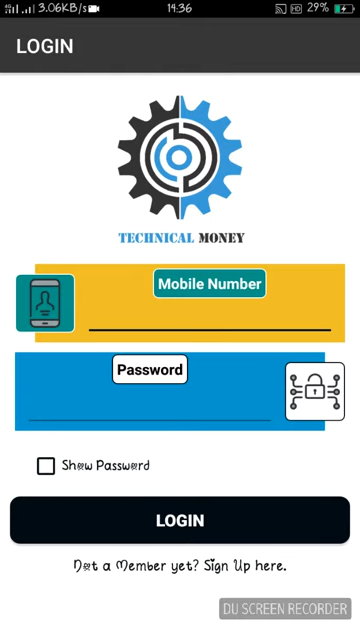 4G 3.06KB/s 14:36 HD 29%
LOGIN
TECHNICAL MONEY
Mobile Number
Password
Show Password
LOGIN
Not a Member yet? Sign Up here.
DU SCREEN RECORDER